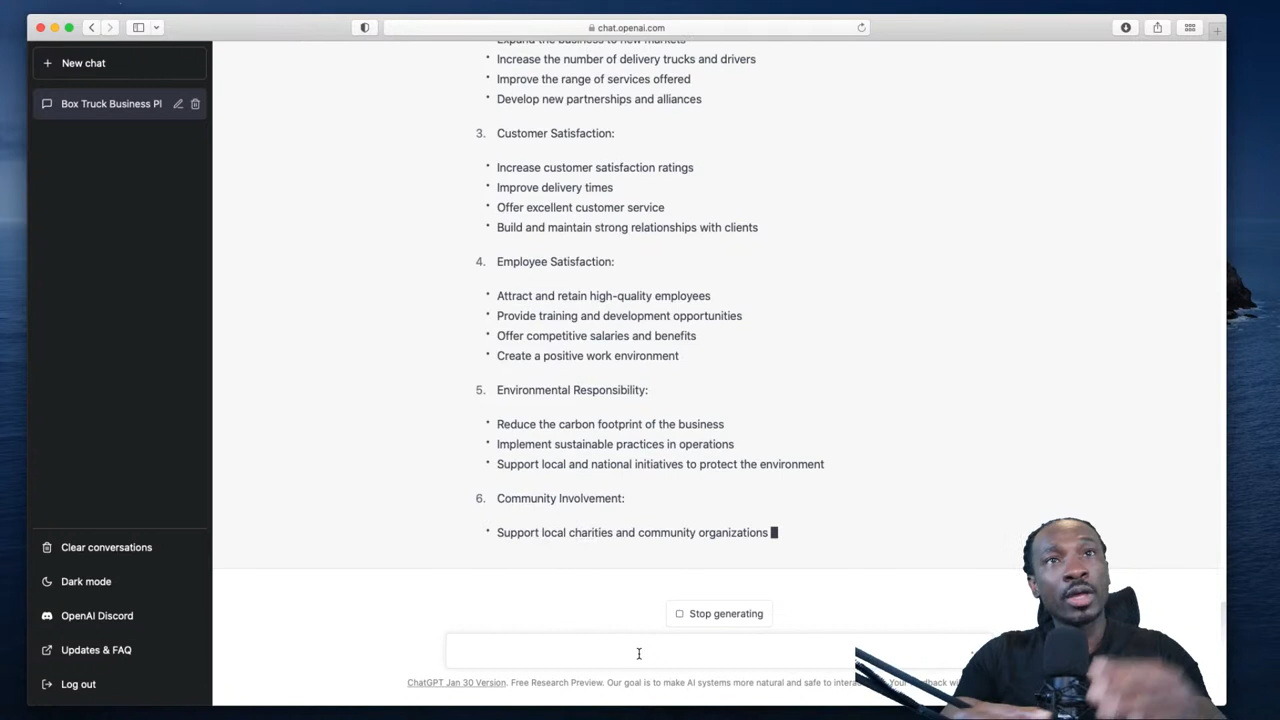 chat.openai.com
New chat
Box Truck Business Pl
Expand the business to new markets
Increase the number of delivery trucks and drivers
Improve the range of services offered
Develop new partnerships and alliances
3. Customer Satisfaction:
Increase customer satisfaction ratings
Improve delivery times
Offer excellent customer service
Build and maintain strong relationships with clients
4. Employee Satisfaction:
Attract and retain high-quality employees
Provide training and development opportunities
Offer competitive salaries and benefits
Create a positive work environment
5. Environmental Responsibility:
Reduce the carbon footprint of the business
Implement sustainable practices in operations
Support local and national initiatives to protect the environment
6. Community Involvement:
Support local charities and community organizations
Clear conversations
Dark mode
OpenAI Discord
Updates & FAQ
Log out
Stop generating
ChatGPT Jan 30 Version. Free Research Preview. Our goal is to make AI systems more natural and safe to